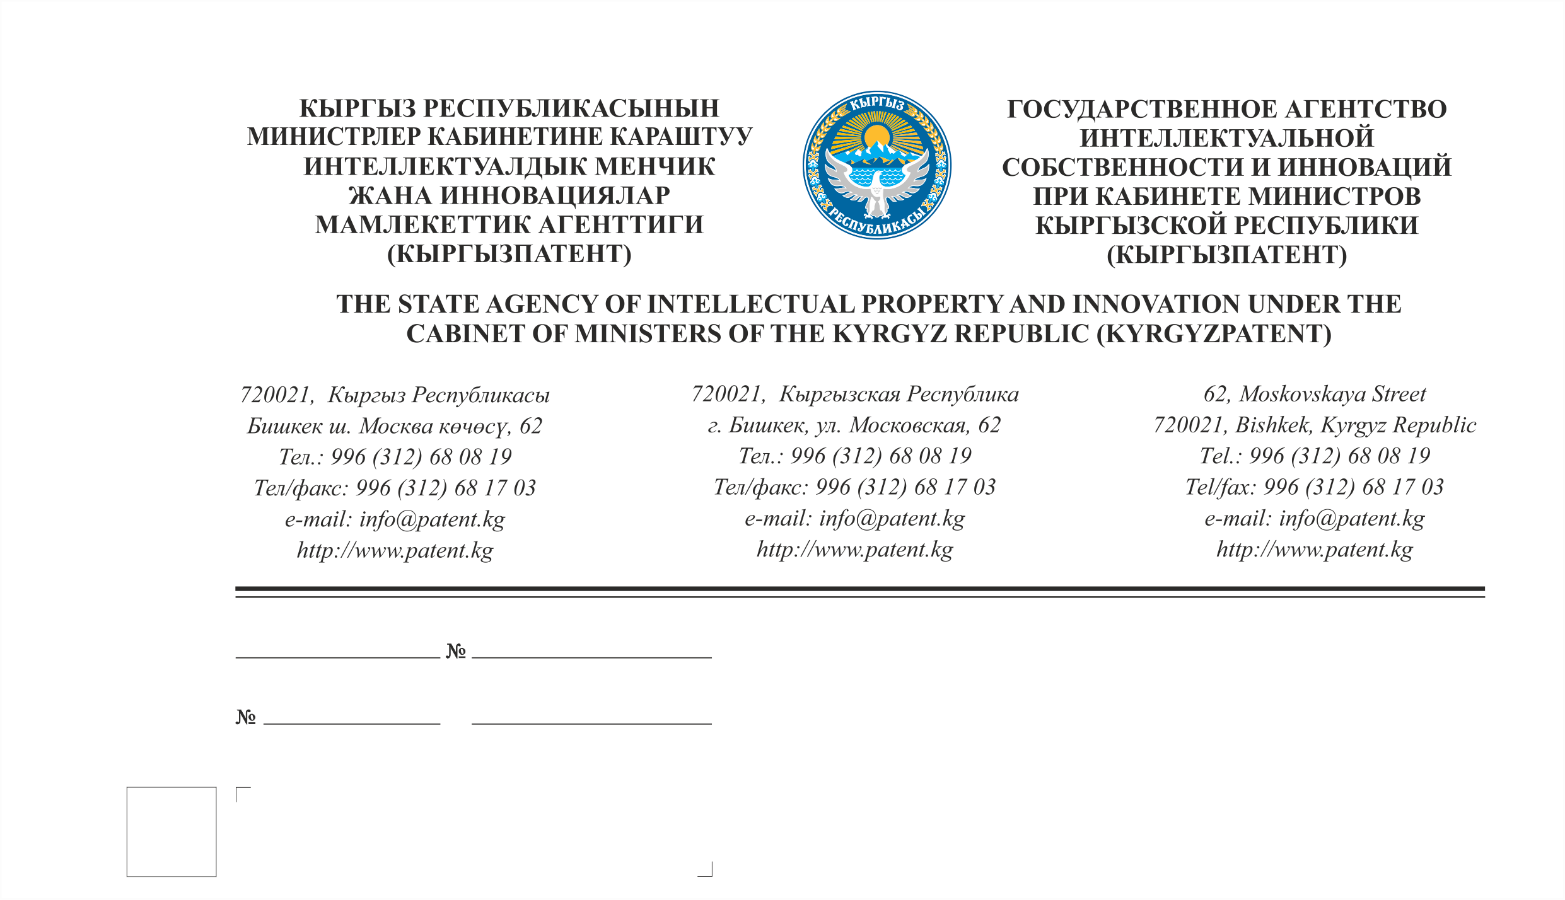 КЫРГЫЗ РЕСПУБЛИКАСЫНЫН
МИНИСТРЛЕР КАБИНЕТИНЕ КАРАШТУУ
ИНТЕЛЛЕКТУАЛДЫК МЕНЧИК
ЖАНА ИННОВАЦИЯЛАР
МАМЛЕКЕТТИК АГЕНТТИГИ
(КЫРГЫЗПАТЕНТ)
КЫРГЫЗ
РЕСПУБЛИКАСЫ
ГОСУДАРСТВЕННОЕ АГЕНТСТВО
ИНТЕЛЛЕКТУАЛЬНОЙ
СОБСТВЕННОСТИ И ИННОВАЦИЙ
ПРИ КАБИНЕТЕ МИНИСТРОВ
КЫРГЫЗСКОЙ РЕСПУБЛИКИ
(КЫРГЫЗПАТЕНТ)
THE STATE AGENCY OF INTELLECTUAL PROPERTY AND INNOVATION UNDER THE
CABINET OF MINISTERS OF THE KYRGYZ REPUBLIC (KYRGYZPATENT)
720021, Кыргыз Республикасы
Бишкек ш. Москва көчөсү, 62
Тел.: 996 (312) 68 08 19
Тел/факс: 996 (312) 68 17 03
e-mail: info@patent.kg
http://www.patent.kg
720021, Кыргызская Республика
г. Бишкек, ул. Московская, 62
Тел.: 996 (312) 68 08 19
Тел/факс: 996 (312) 68 17 03
e-mail: info@patent.kg
http://www.patent.kg
62, Moskovskaya Street
720021, Bishkek, Kyrgyz Republic
Tel.: 996 (312) 68 08 19
Tel/fax: 996 (312) 68 17 03
e-mail: info@patent.kg
http://www.patent.kg
№
№